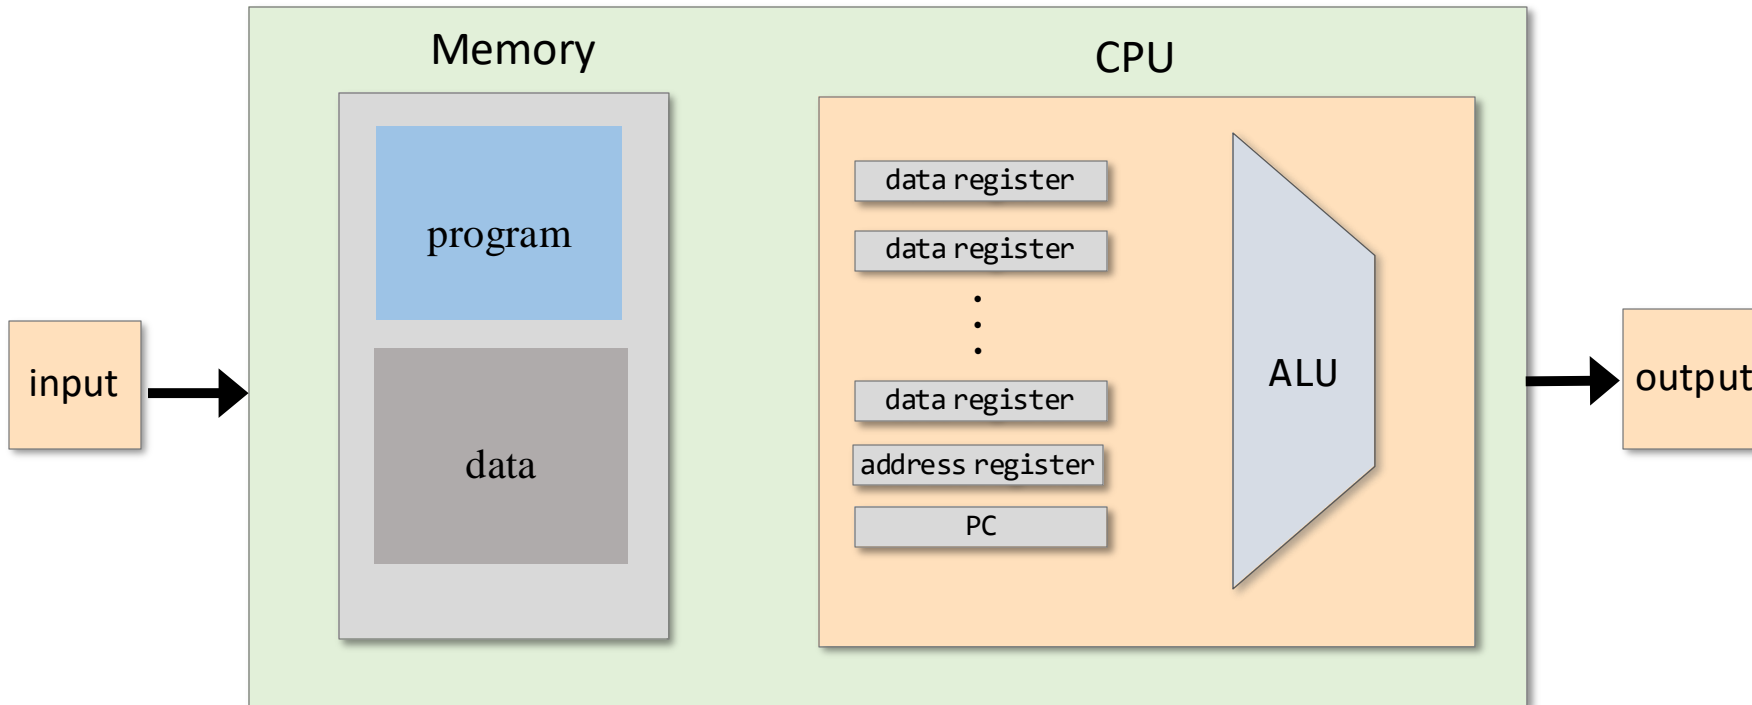 Memory
CPU
program
data
data register
data register
data register
address register
PC
ALU
input
output